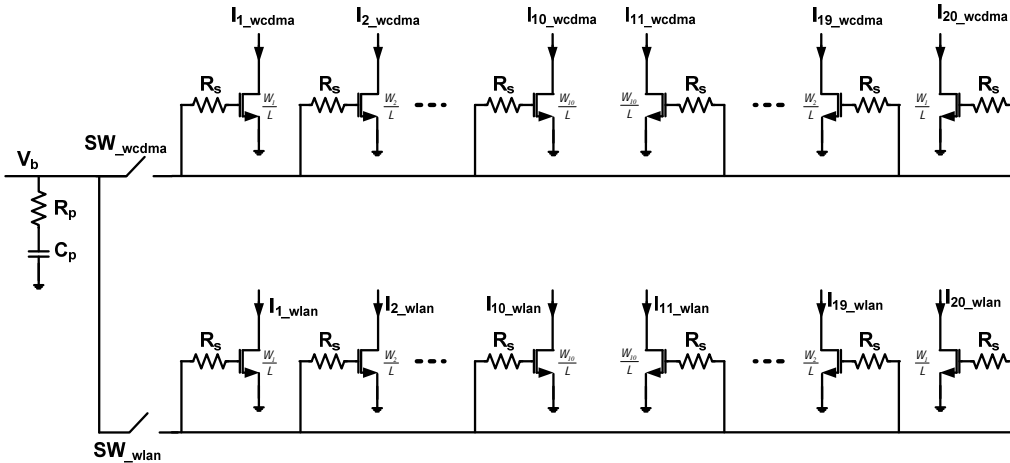 I1_wcdma I2_wcdma I10_wcdma I11_wcdma I19_wcdma I20_wcdma
Rs Rs Rs Rs Rs Rs
W1/L W2/L W10/L W10/L W2/L W1/L
SW_wcdma
Vb
Rp
Cp
I1_wlan I2_wlan I10_wlan I11_wlan I19_wlan I20_wlan
Rs Rs Rs Rs Rs Rs
W1/L W2/L W10/L W10/L W2/L W1/L
SW_wlan